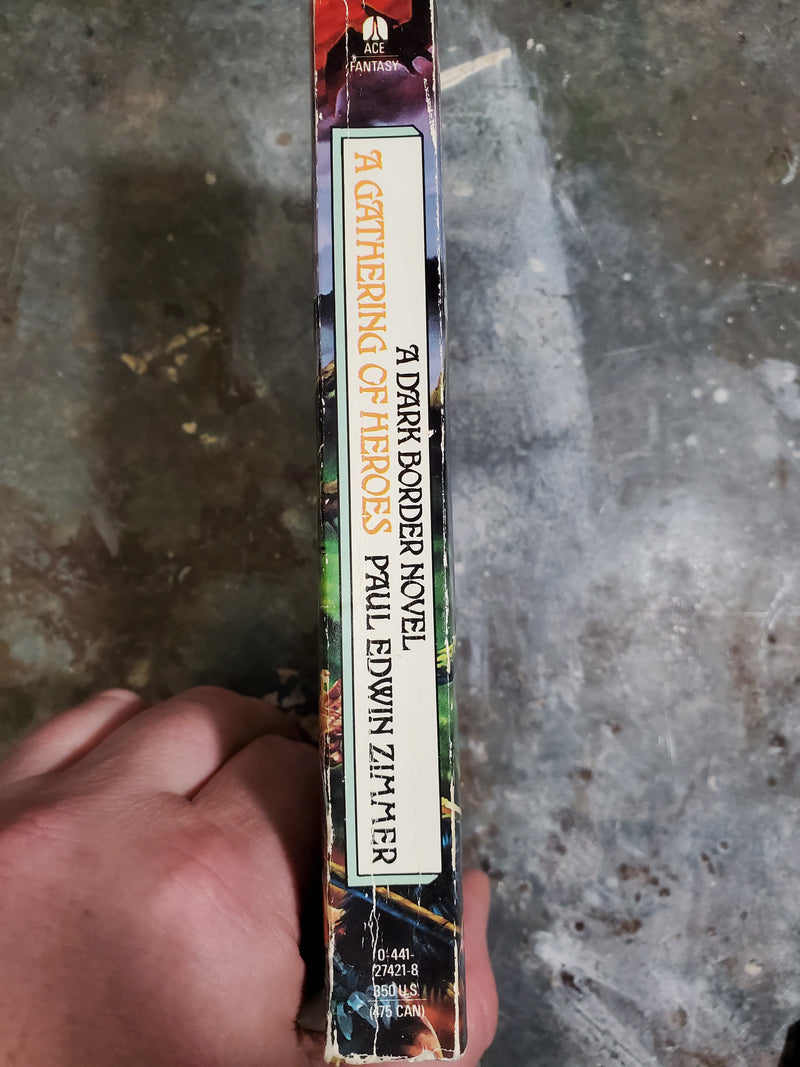 ACE
FANTASY
A DARK BORDER NOVEL
A GATHERING OF HEROES PAUL EDWIN ZIMMER
0-441-
27421-8
350 U.S.
(475 CAN)